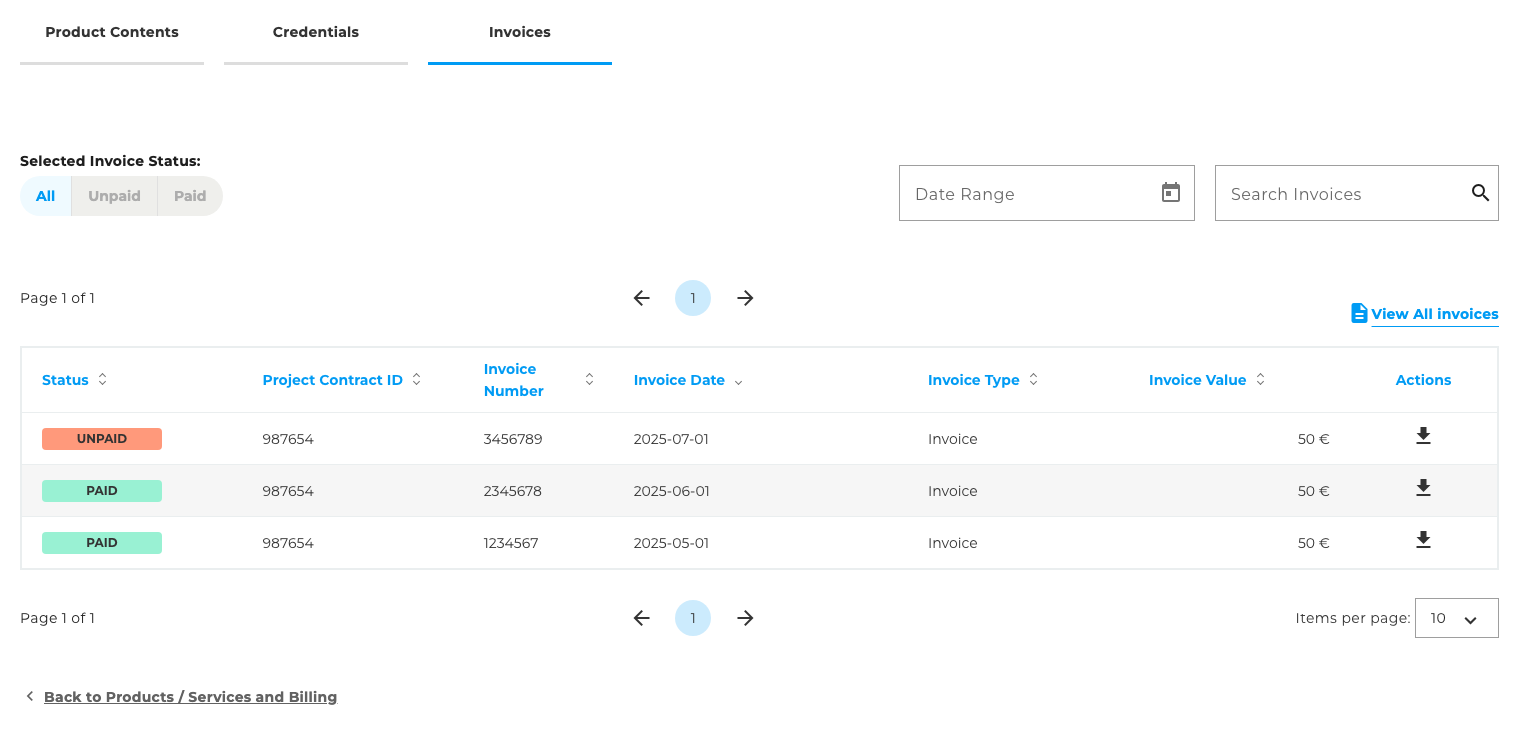 Product Contents Credentials Invoices
Selected Invoice Status:
All Unpaid Paid
Date Range
Search Invoices
Page 1 of 1
1
View All invoices
Status Project Contract ID Invoice Number Invoice Date Invoice Type Invoice Value Actions
UNPAID 987654 3456789 2025-07-01 Invoice 50 €
PAID 987654 2345678 2025-06-01 Invoice 50 €
PAID 987654 1234567 2025-05-01 Invoice 50 €
Page 1 of 1
1
Items per page: 10
Back to Products / Services and Billing